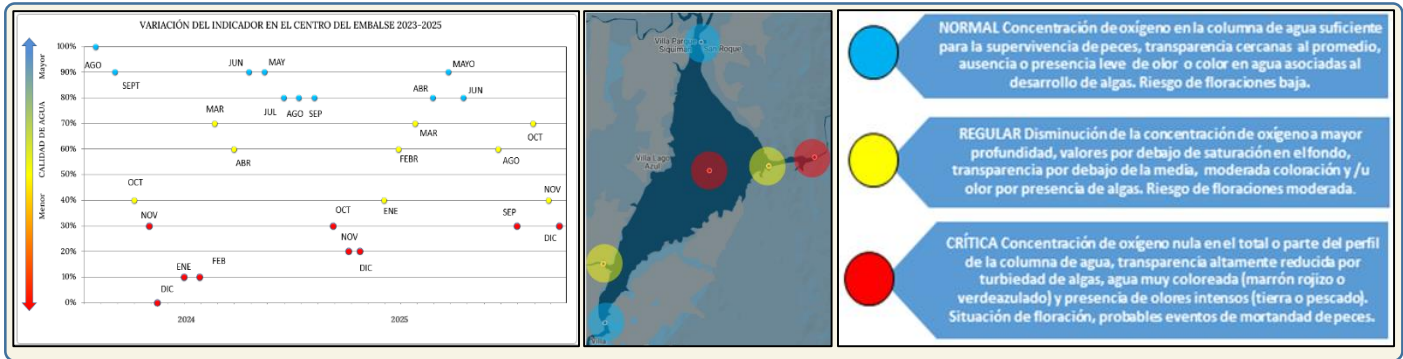 VARIACIÓN DEL INDICADOR EN EL CENTRO DEL EMBALSE 2023-2025
Mayor
CALIDAD DE AGUA
Menor
100%
90%
80%
70%
60%
50%
40%
30%
20%
10%
0%
AGO
SEPT
OCT
NOV
DIC
ENE
FEB
MAR
ABR
JUN
MAY
JUL
AGO
SEP
OCT
NOV
DIC
ENE
FEBR
MAR
ABR
MAYO
JUN
AGO
SEP
OCT
NOV
DIC
2024
2025
Villa Parque
Siquiman
San Roque
Villa Lago
Azul
Villa
NORMAL Concentración de oxígeno en la columna de agua suficiente
para la supervivencia de peces, transparencia cercanas al promedio,
ausencia o presencia leve de olor o color en agua asociadas al
desarrollo de algas. Riesgo de floraciones baja.
REGULAR Disminución de la concentración de oxígeno a mayor
profundidad, valores por debajo de saturación en el fondo,
transparencia por debajo de la media, moderada coloración y /u
olor por presencia de algas. Riesgo de floraciones moderada.
CRÍTICA Concentración de oxígeno nula en el total o parte del perfil
de la columna de agua, transparencia altamente reducida por
turbiedad de algas, agua muy coloreada (marrón rojizo o
verdeazulado) y presencia de olores intensos (tierra o pescado).
Situación de floración, probables eventos de mortandad de peces.